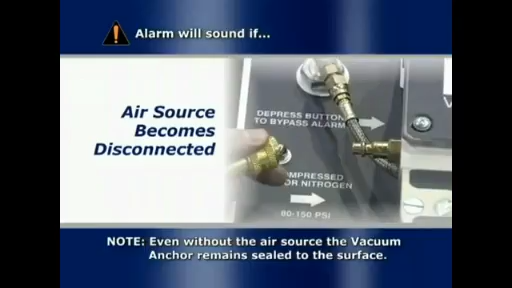 Alarm will sound if...
Air Source
Becomes
Disconnected
DEPRESS BUTTON
TO BYPASS ALARM
COMPRESSED
OR NITROGEN
80-150 PSI
V
NOTE: Even without the air source the Vacuum
Anchor remains sealed to the surface.